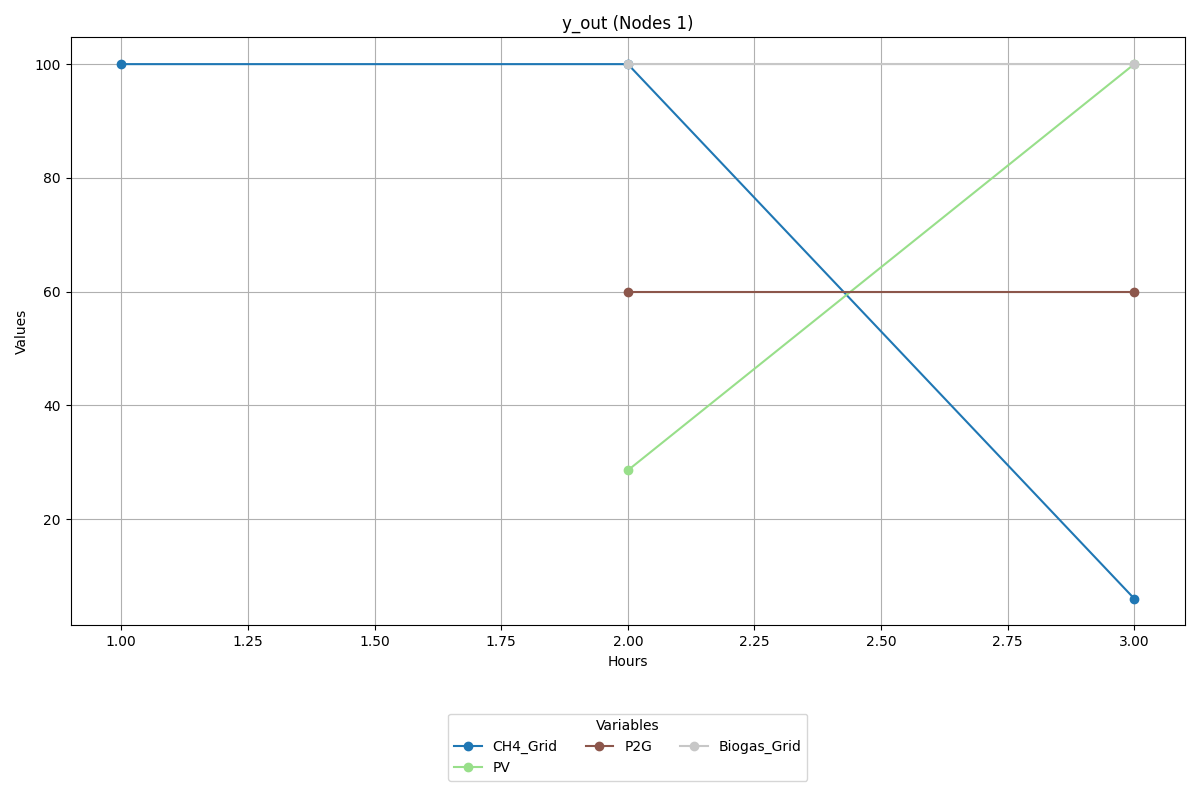 y_out (Nodes 1)
Values
100
80
60
40
20
1.00 1.25 1.50 1.75 2.00 2.25 2.50 2.75 3.00
Hours
Variables
CH4_Grid P2G Biogas_Grid
PV